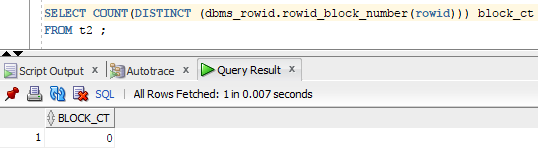 SELECT COUNT(DISTINCT (dbms_rowid.rowid_block_number(rowid))) block_ct
FROM t2 ;
Script Output x Autotrace x Query Result x
SQL | All Rows Fetched: 1 in 0.007 seconds
BLOCK_CT
1 0